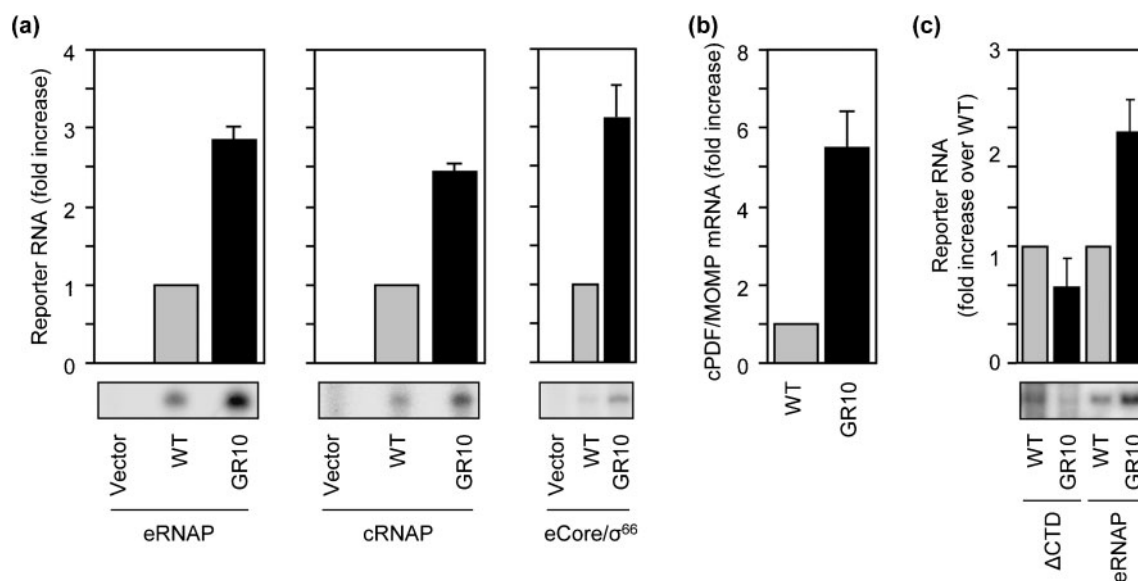 (a)
Reporter RNA (fold increase)
4
3
2
1
0
Vector
WT
GR10
eRNAP
Vector
WT
GR10
cRNAP
Vector
WT
GR10
eCore/σ⁶⁶
(b)
cPDF/MOMP mRNA (fold increase)
8
6
4
2
0
WT
GR10
(c)
Reporter RNA
(fold increase over WT)
3
2
1
0
WT
GR10
WT
GR10
ΔCTD
eRNAP